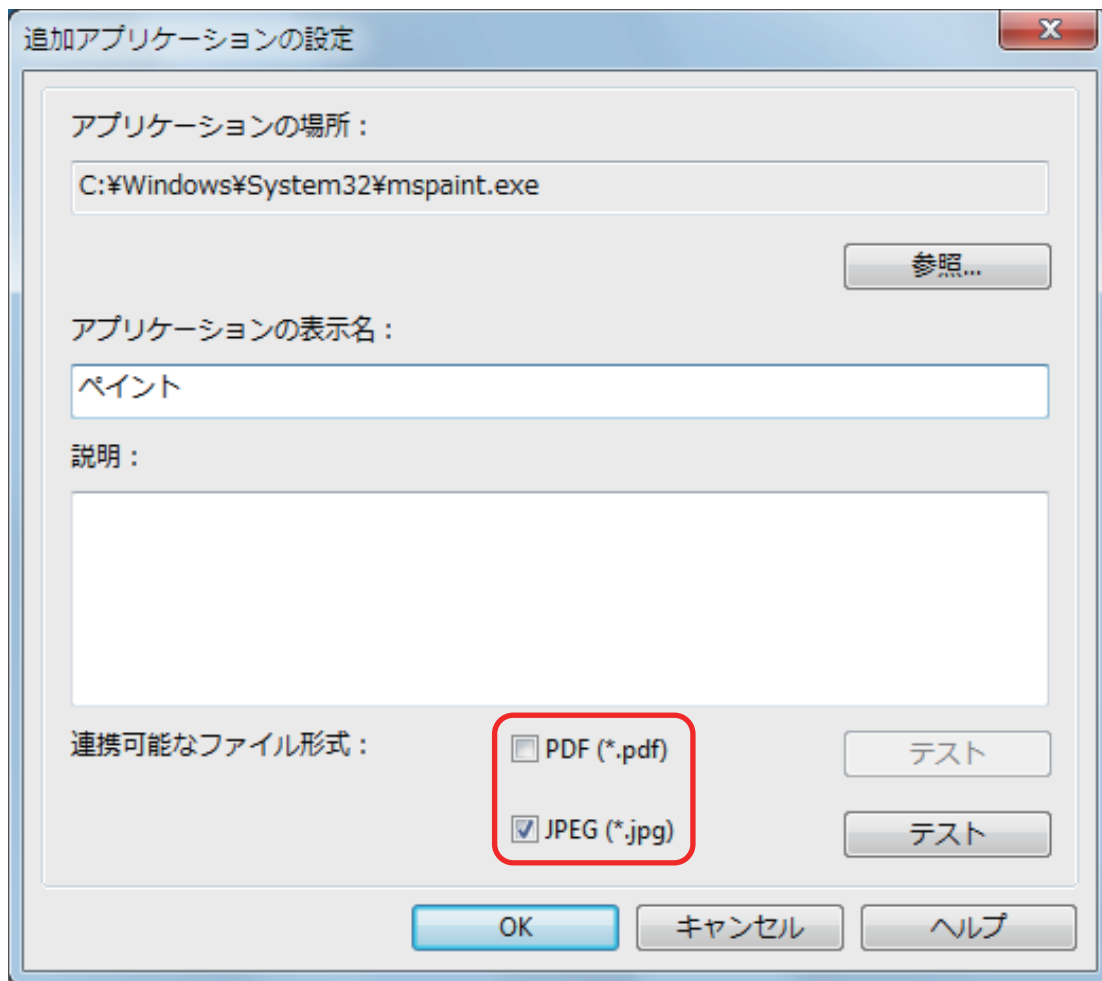 追加アプリケーションの設定
アプリケーションの場所：
C:¥Windows¥System32¥mspaint.exe
参照...
アプリケーションの表示名：
ペイント
説明：
連携可能なファイル形式：
PDF (*.pdf)
テスト
JPEG (*.jpg)
テスト
OK
キャンセル
ヘルプ